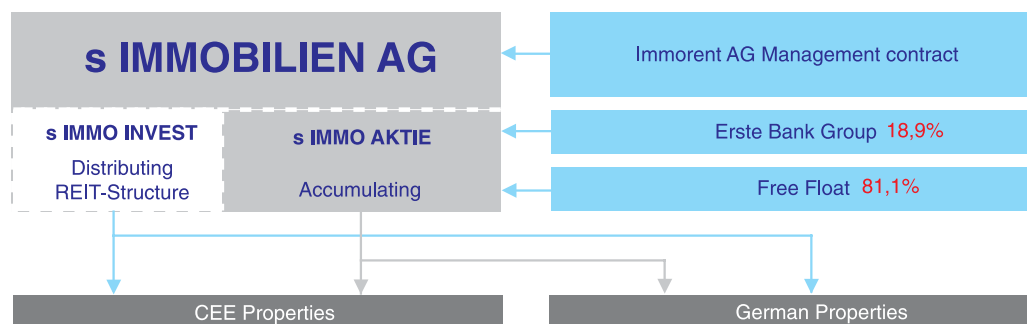 s IMMOBILIEN AG
Immorent AG Management contract
s IMMO INVEST
Distributing
REIT-Structure
s IMMO AKTIE
Accumulating
Erste Bank Group 18,9%
Free Float 81,1%
CEE Properties
German Properties